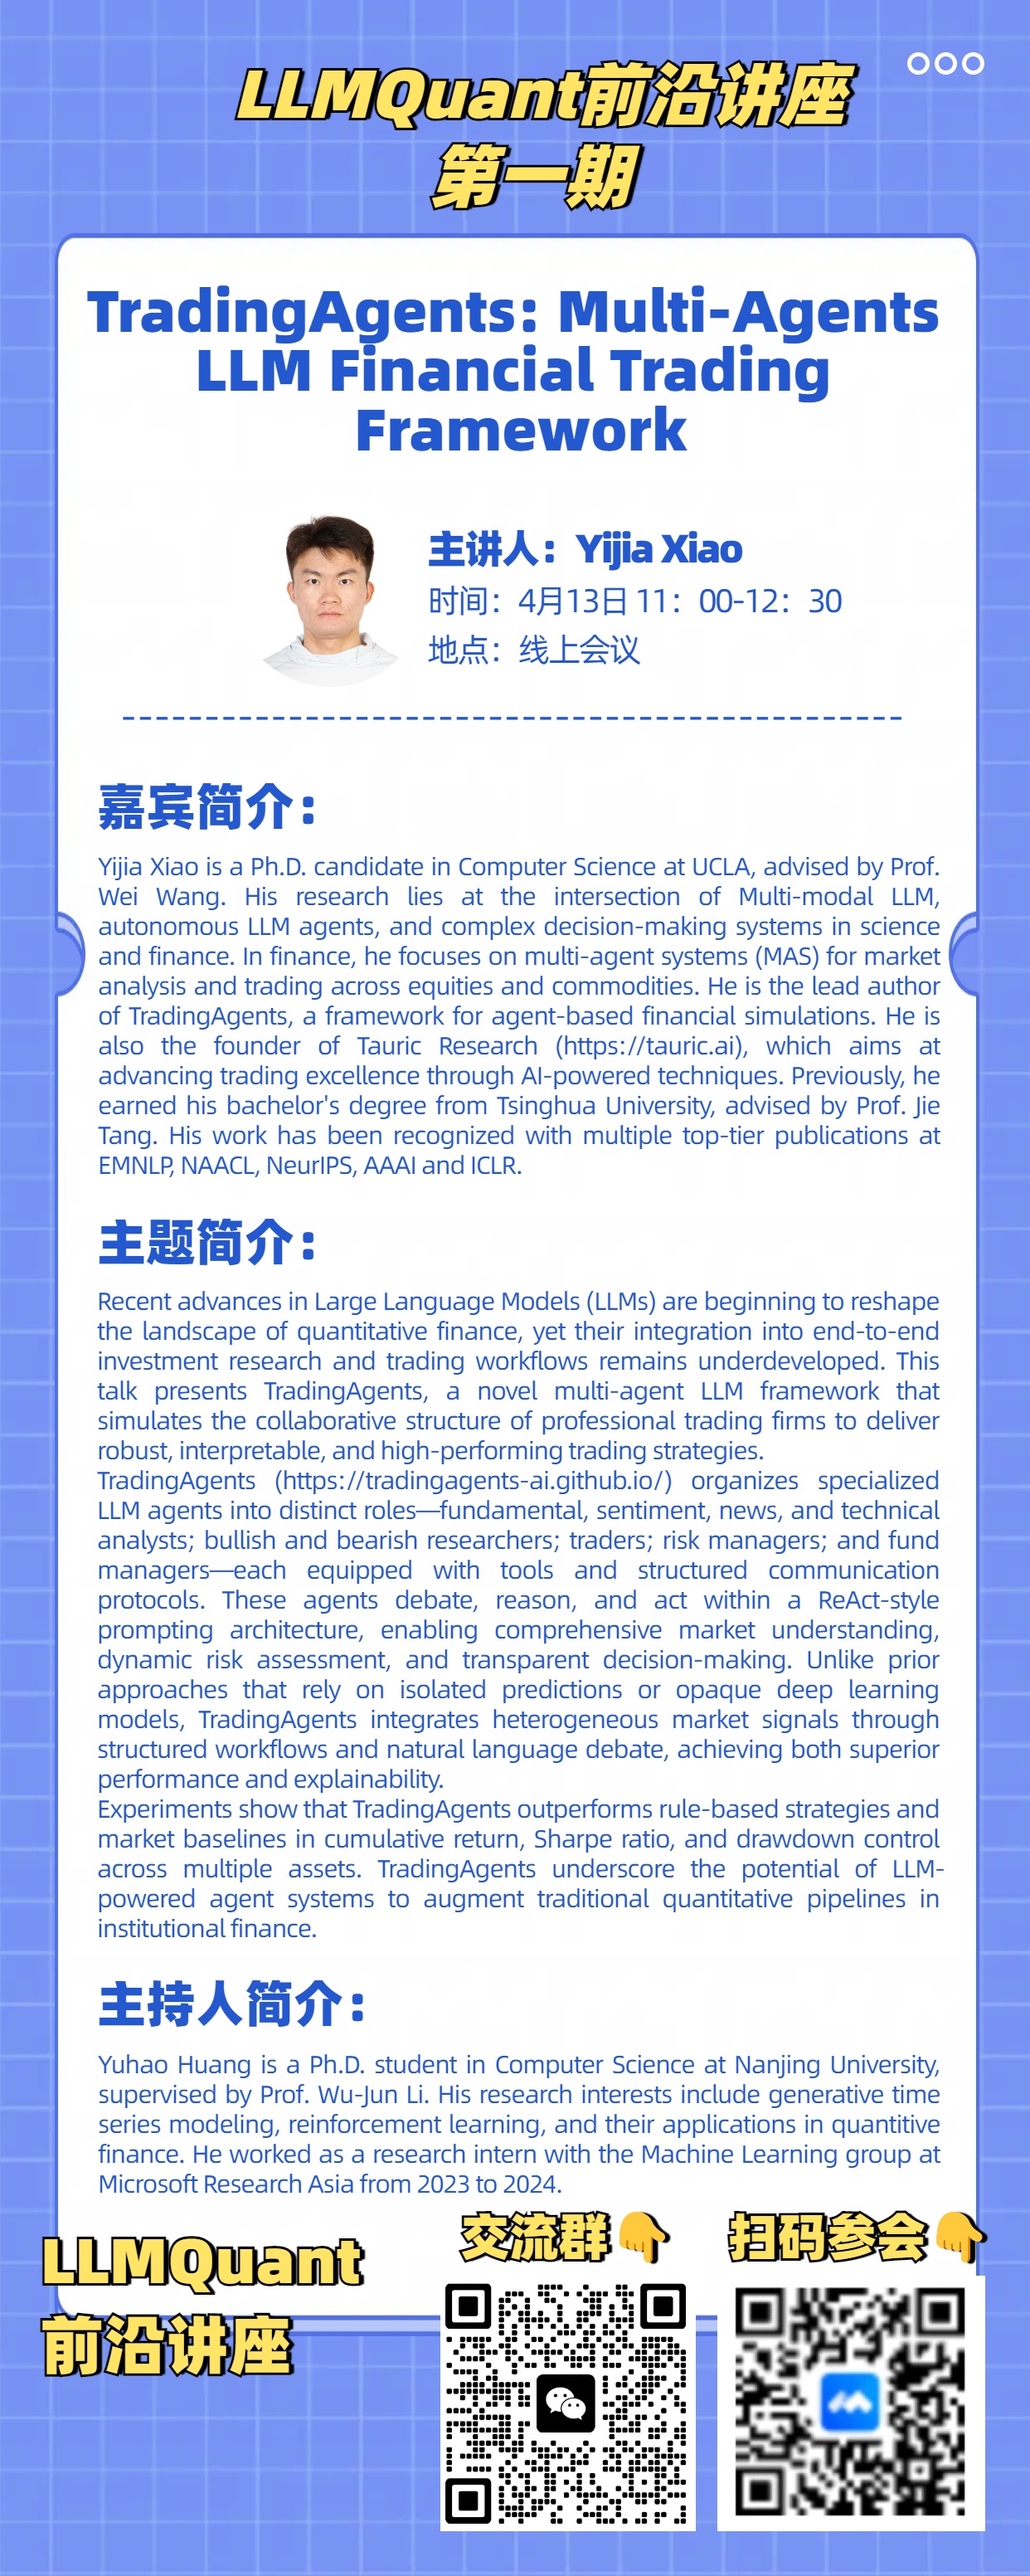 LLMQuant前沿讲座
第一期
TradingAgents: Multi-Agents
LLM Financial Trading
Framework
主讲人：Yijia Xiao
时间：4月13日 11：00-12：30
地点：线上会议
嘉宾简介：
Yijia Xiao is a Ph.D. candidate in Computer Science at UCLA, advised by Prof.
Wei Wang. His research lies at the intersection of Multi-modal LLM,
autonomous LLM agents, and complex decision-making systems in science
and finance. In finance, he focuses on multi-agent systems (MAS) for market
analysis and trading across equities and commodities. He is the lead author
of TradingAgents, a framework for agent-based financial simulations. He is
also the founder of Tauric Research (https://tauric.ai), which aims at
advancing trading excellence through AI-powered techniques. Previously, he
earned his bachelor's degree from Tsinghua University, advised by Prof. Jie
Tang. His work has been recognized with multiple top-tier publications at
EMNLP, NAACL, NeurIPS, AAAI and ICLR.
主题简介：
Recent advances in Large Language Models (LLMs) are beginning to reshape
the landscape of quantitative finance, yet their integration into end-to-end
investment research and trading workflows remains underdeveloped. This
talk presents TradingAgents, a novel multi-agent LLM framework that
simulates the collaborative structure of professional trading firms to deliver
robust, interpretable, and high-performing trading strategies.
TradingAgents (https://tradingagents-ai.github.io/) organizes specialized
LLM agents into distinct roles—fundamental, sentiment, news, and technical
analysts; bullish and bearish researchers; traders; risk managers; and fund
managers—each equipped with tools and structured communication
protocols. These agents debate, reason, and act within a ReAct-style
prompting architecture, enabling comprehensive market understanding,
dynamic risk assessment, and transparent decision-making. Unlike prior
approaches that rely on isolated predictions or opaque deep learning
models, TradingAgents integrates heterogeneous market signals through
structured workflows and natural language debate, achieving both superior
performance and explainability.
Experiments show that TradingAgents outperforms rule-based strategies and
market baselines in cumulative return, Sharpe ratio, and drawdown control
across multiple assets. TradingAgents underscore the potential of LLM-
powered agent systems to augment traditional quantitative pipelines in
institutional finance.
主持人简介：
Yuhao Huang is a Ph.D. student in Computer Science at Nanjing University,
supervised by Prof. Wu-Jun Li. His research interests include generative time
series modeling, reinforcement learning, and their applications in quantitive
finance. He worked as a research intern with the Machine Learning group at
Microsoft Research Asia from 2023 to 2024.
LLMQuant
前沿讲座
交流群👇
扫码参会👇